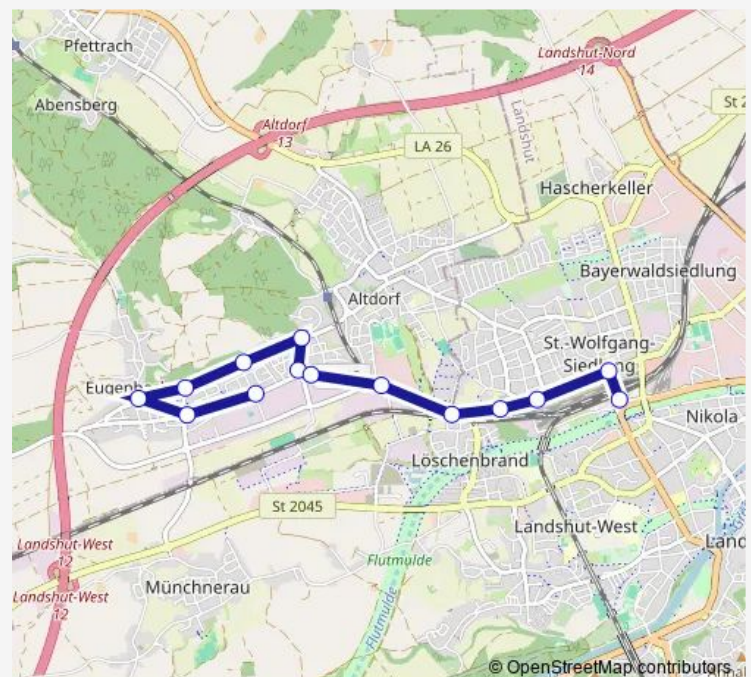 Pfettrach
Landshut-Nord
14
Abensberg
St 2
Altdorf
13
LA 26
Landshut
Hascherkeller
Bayerwaldsiedlung
Altdorf
St.-Wolfgang-
Siedlung
Nikola
Löschenbrand
St 2045
Landshut-West
Landshut-West
12
Flutmulde
Münchnerau
Landshut-West
12
Flutmulde
© OpenStreetMap contributors